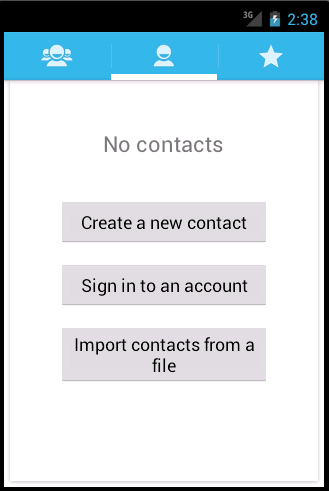 3G 2:38
No contacts
Create a new contact
Sign in to an account
Import contacts from a
file